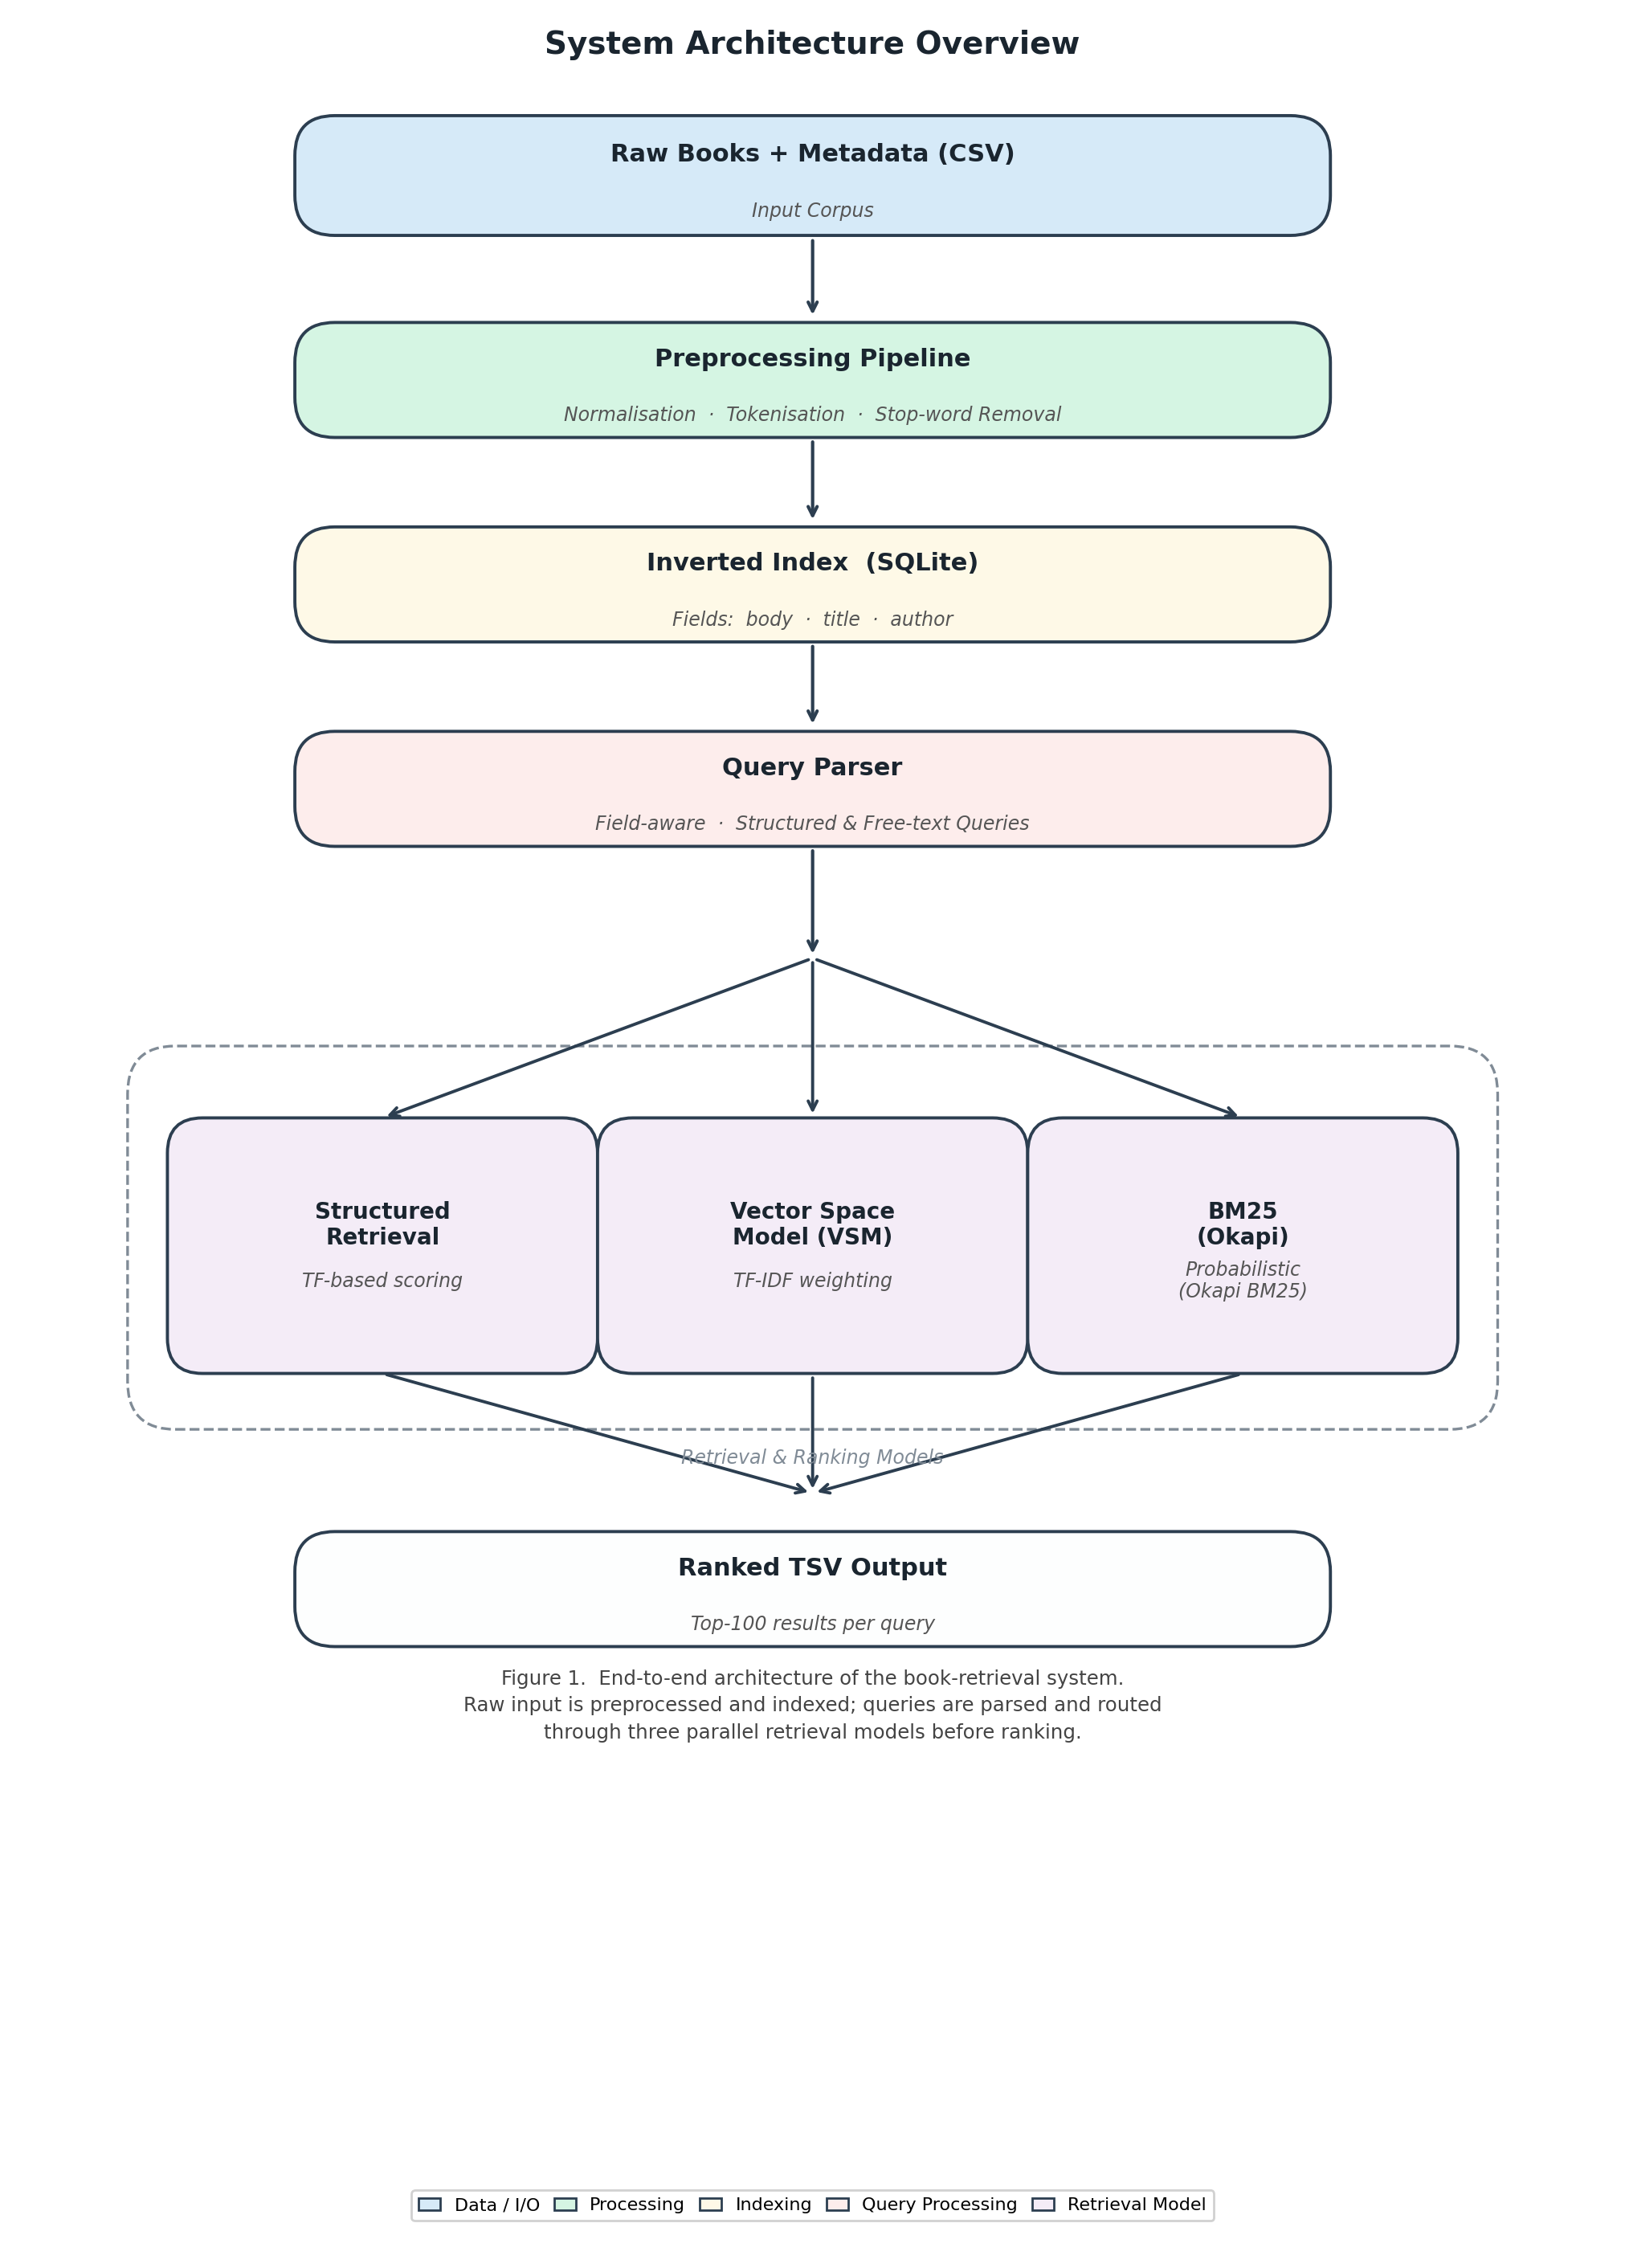 System Architecture Overview
Raw Books + Metadata (CSV)
Input Corpus
Preprocessing Pipeline
Normalisation · Tokenisation · Stop-word Removal
Inverted Index (SQLite)
Fields: body · title · author
Query Parser
Field-aware · Structured & Free-text Queries
Structured
Retrieval
TF-based scoring
Vector Space
Model (VSM)
TF-IDF weighting
BM25
(Okapi)
Probabilistic
(Okapi BM25)
Retrieval & Ranking Models
Ranked TSV Output
Top-100 results per query
Figure 1. End-to-end architecture of the book-retrieval system.
Raw input is preprocessed and indexed; queries are parsed and routed
through three parallel retrieval models before ranking.
Data / I/O Processing Indexing Query Processing Retrieval Model